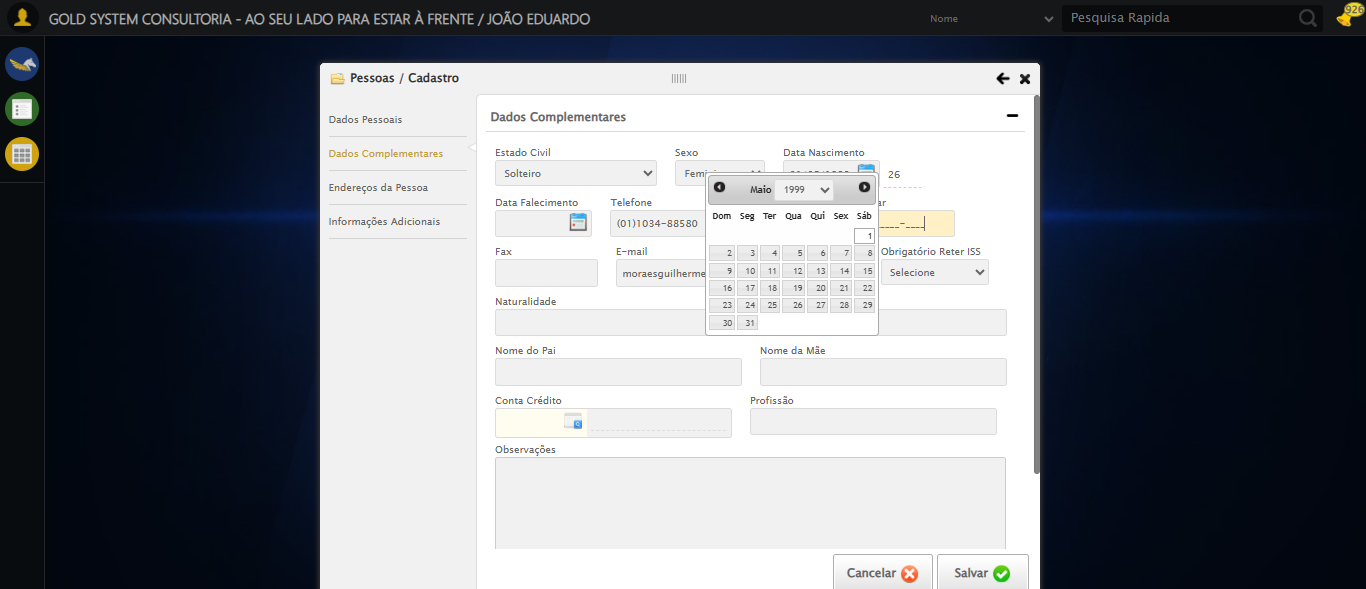 GOLD SYSTEM CONSULTORIA - AO SEU LADO PARA ESTAR À FRENTE / JOÃO EDUARDO
Nome
Pesquisa Rapida
926
Pessoas / Cadastro
Dados Pessoais
Dados Complementares
Endereços da Pessoa
Informações Adicionais
Dados Complementares
Estado Civil Sexo Data Nascimento
Solteiro 26
Data Falecimento Telefone
(01)1034-88580 ____-____
Fax E-mail Obrigatório Reter ISS
moraesguilherme Selecione
Maio 1999
Dom Seg Ter Qua Qui Sex Sáb
1
2 3 4 5 6 7 8
9 10 11 12 13 14 15
16 17 18 19 20 21 22
23 24 25 26 27 28 29
30 31
Naturalidade
Nome do Pai Nome da Mãe
Conta Crédito Profissão
Observações
Cancelar Salvar